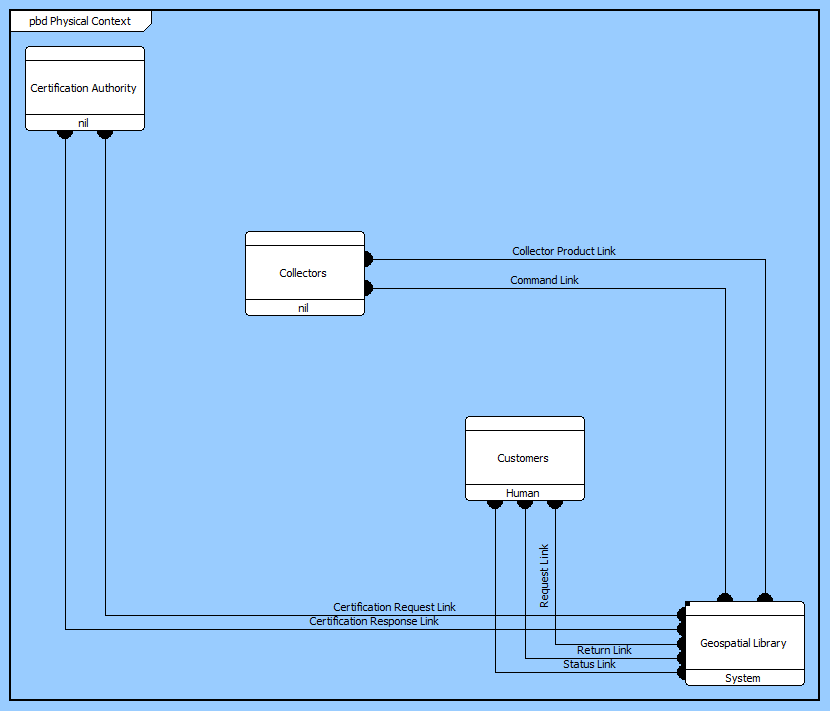 pbd Physical Context
Certification Authority
nil
Collectors
nil
Collector Product Link
Command Link
Customers
Human
Request Link
Certification Request Link
Certification Response Link
Return Link
Status Link
Geospatial Library
System